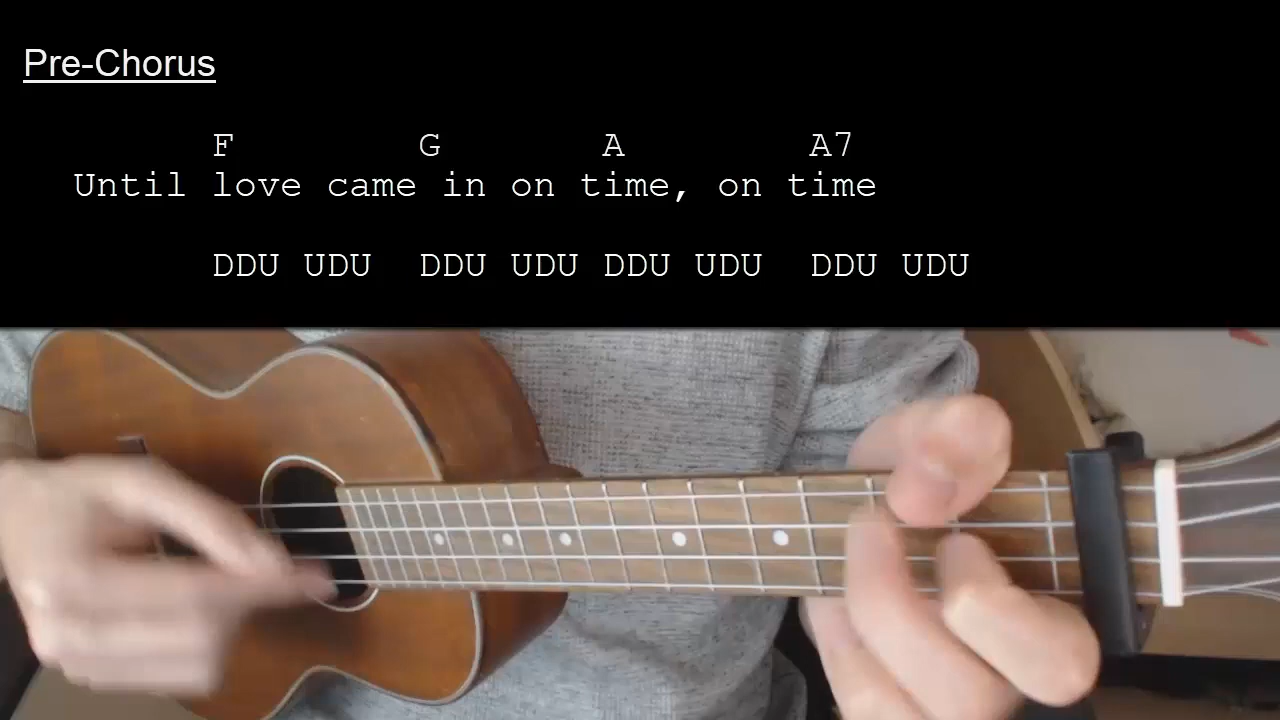 Pre-Chorus
F G A A7
Until love came in on time, on time
DDU UDU DDU UDU DDU UDU DDU UDU